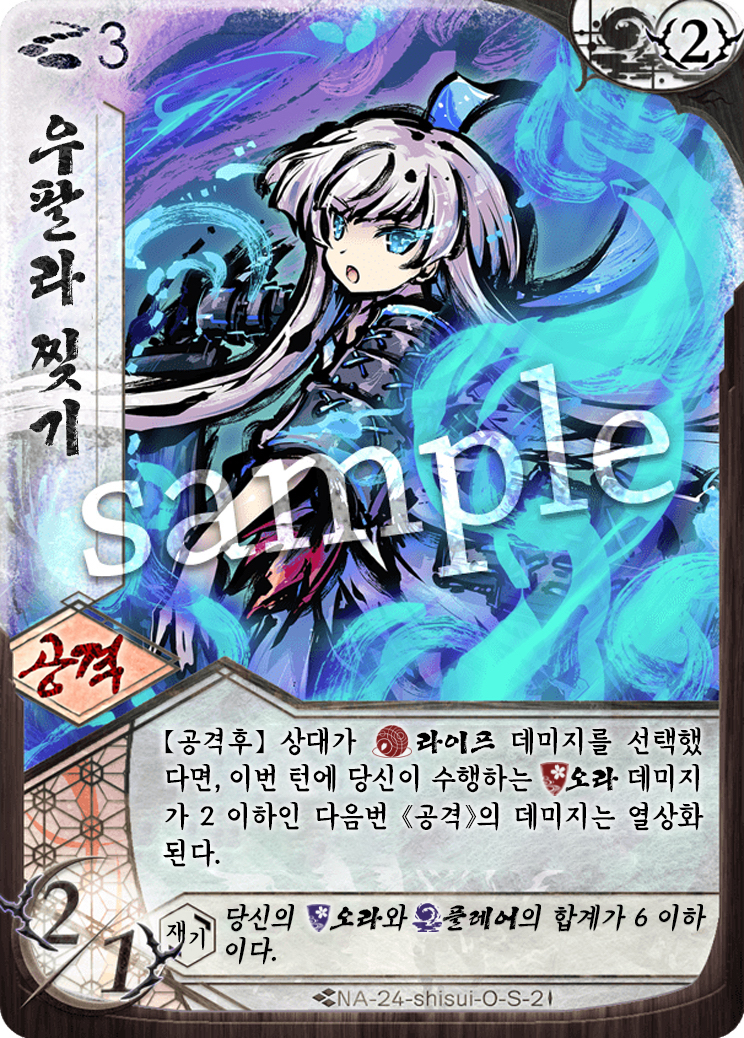 3
2
우팔라 찢기
sample
공격
【공격후】 상대가 라이프 데미지를 선택했
다면, 이번 턴에 당신이 수행하는 오라 데미지
가 2 이하인 다음번 《공격》의 데미지는 열상화
된다.
2/1
재기
당신의 오라와 플레어의 합계가 6 이하
이다.
NA-24-shisui-O-S-2